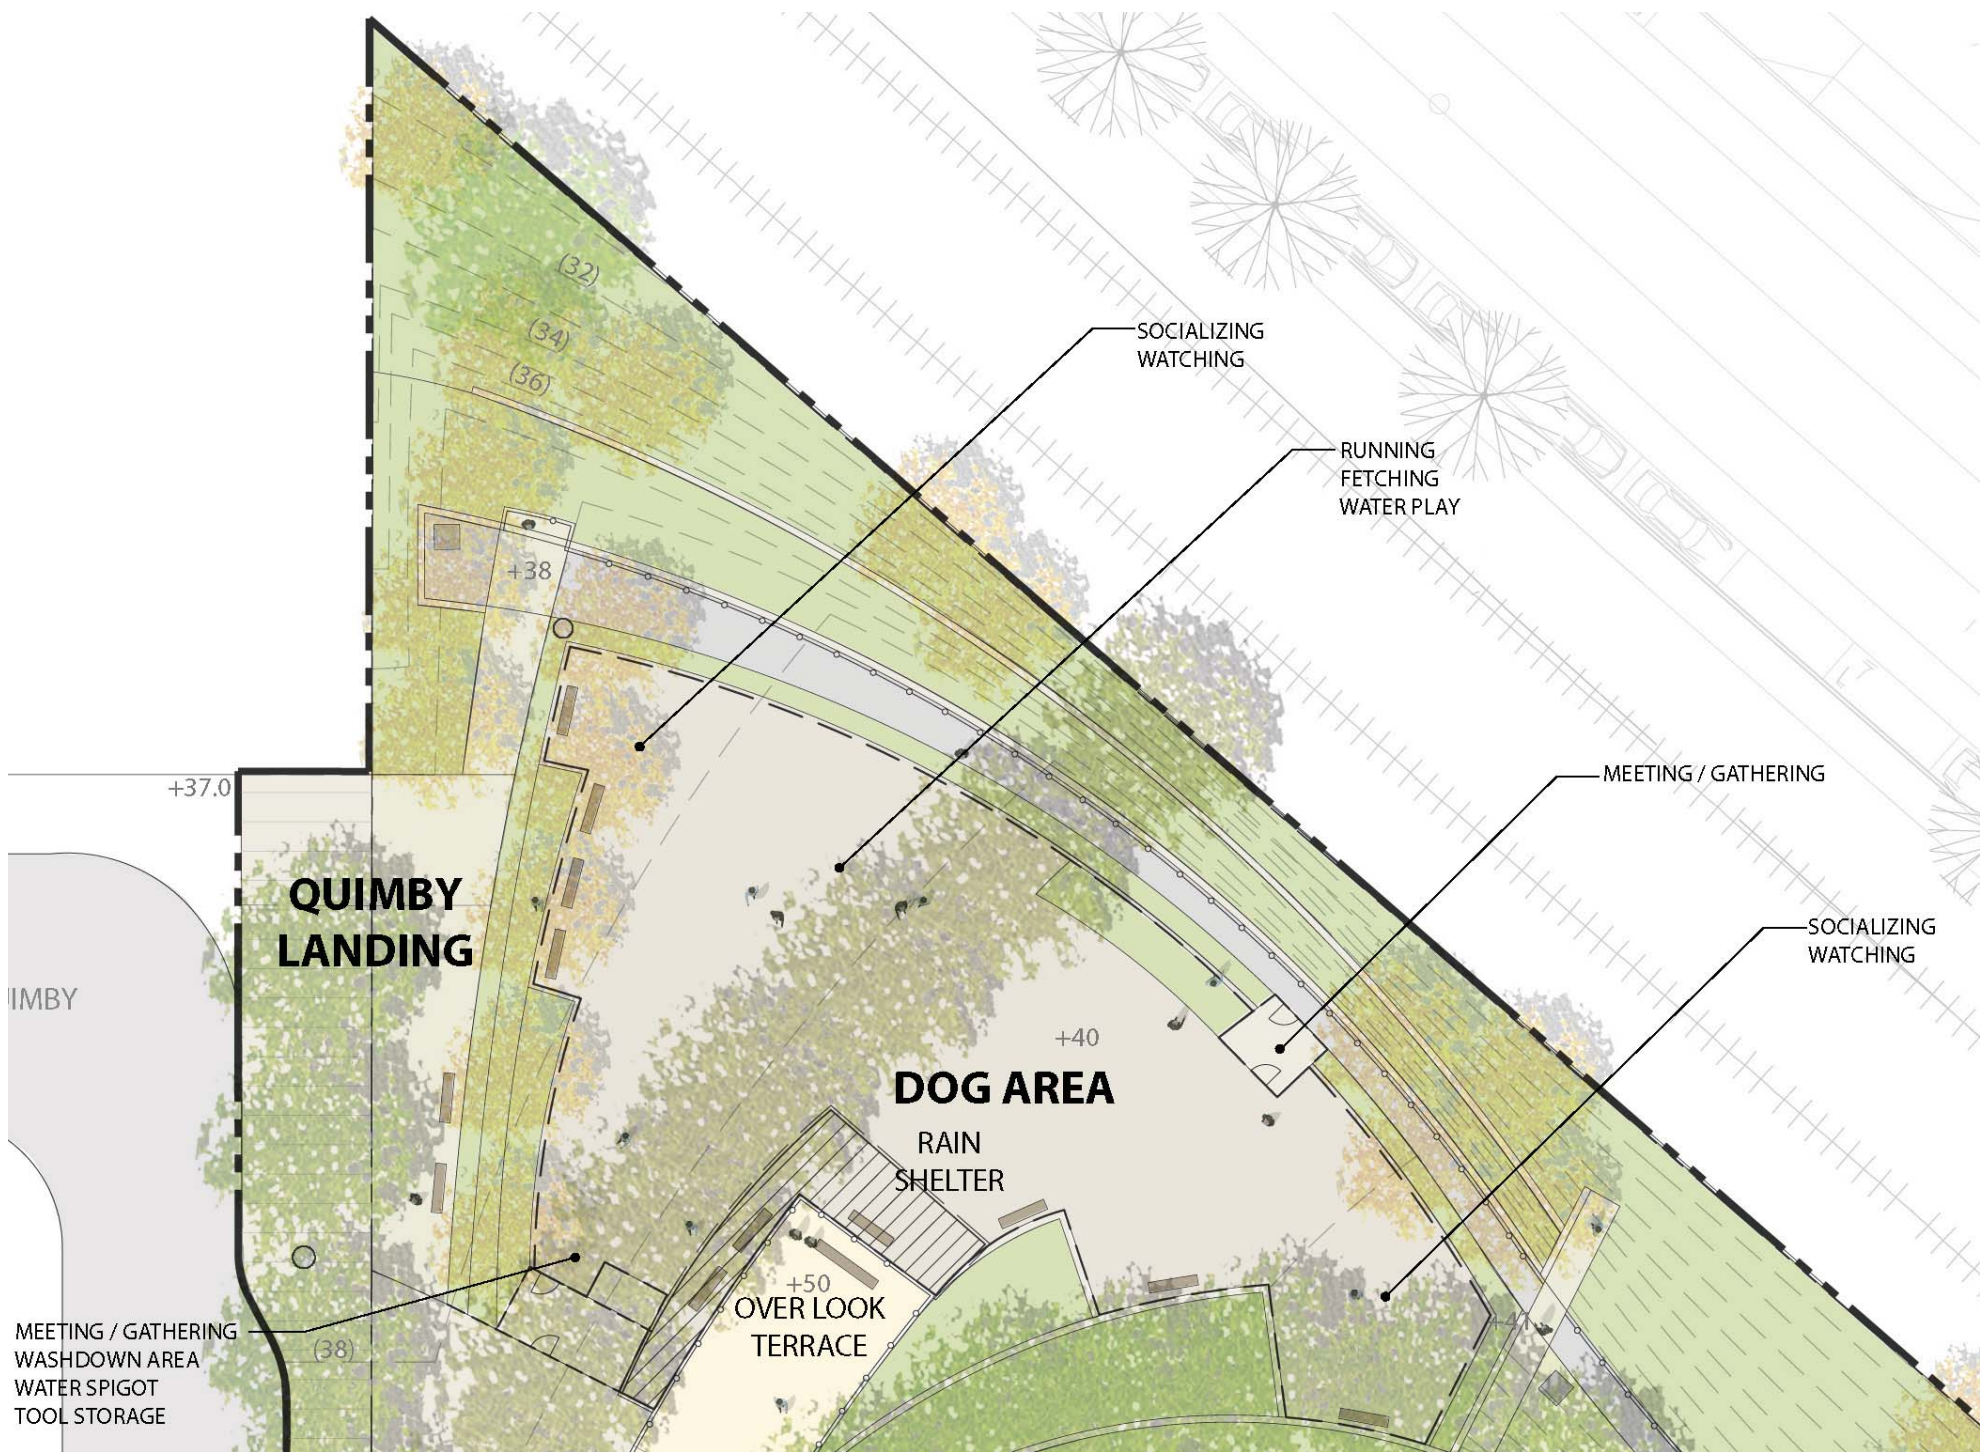 (32)
(34)
(36)
SOCIALIZING
WATCHING
RUNNING
FETCHING
WATER PLAY
+38
+37.0
MEETING / GATHERING
QUIMBY
LANDING
SOCIALIZING
WATCHING
IMBY
+40
DOG AREA
RAIN
SHELTER
+50
OVER LOOK
TERRACE
+41
(38)
MEETING / GATHERING
WASHDOWN AREA
WATER SPIGOT
TOOL STORAGE